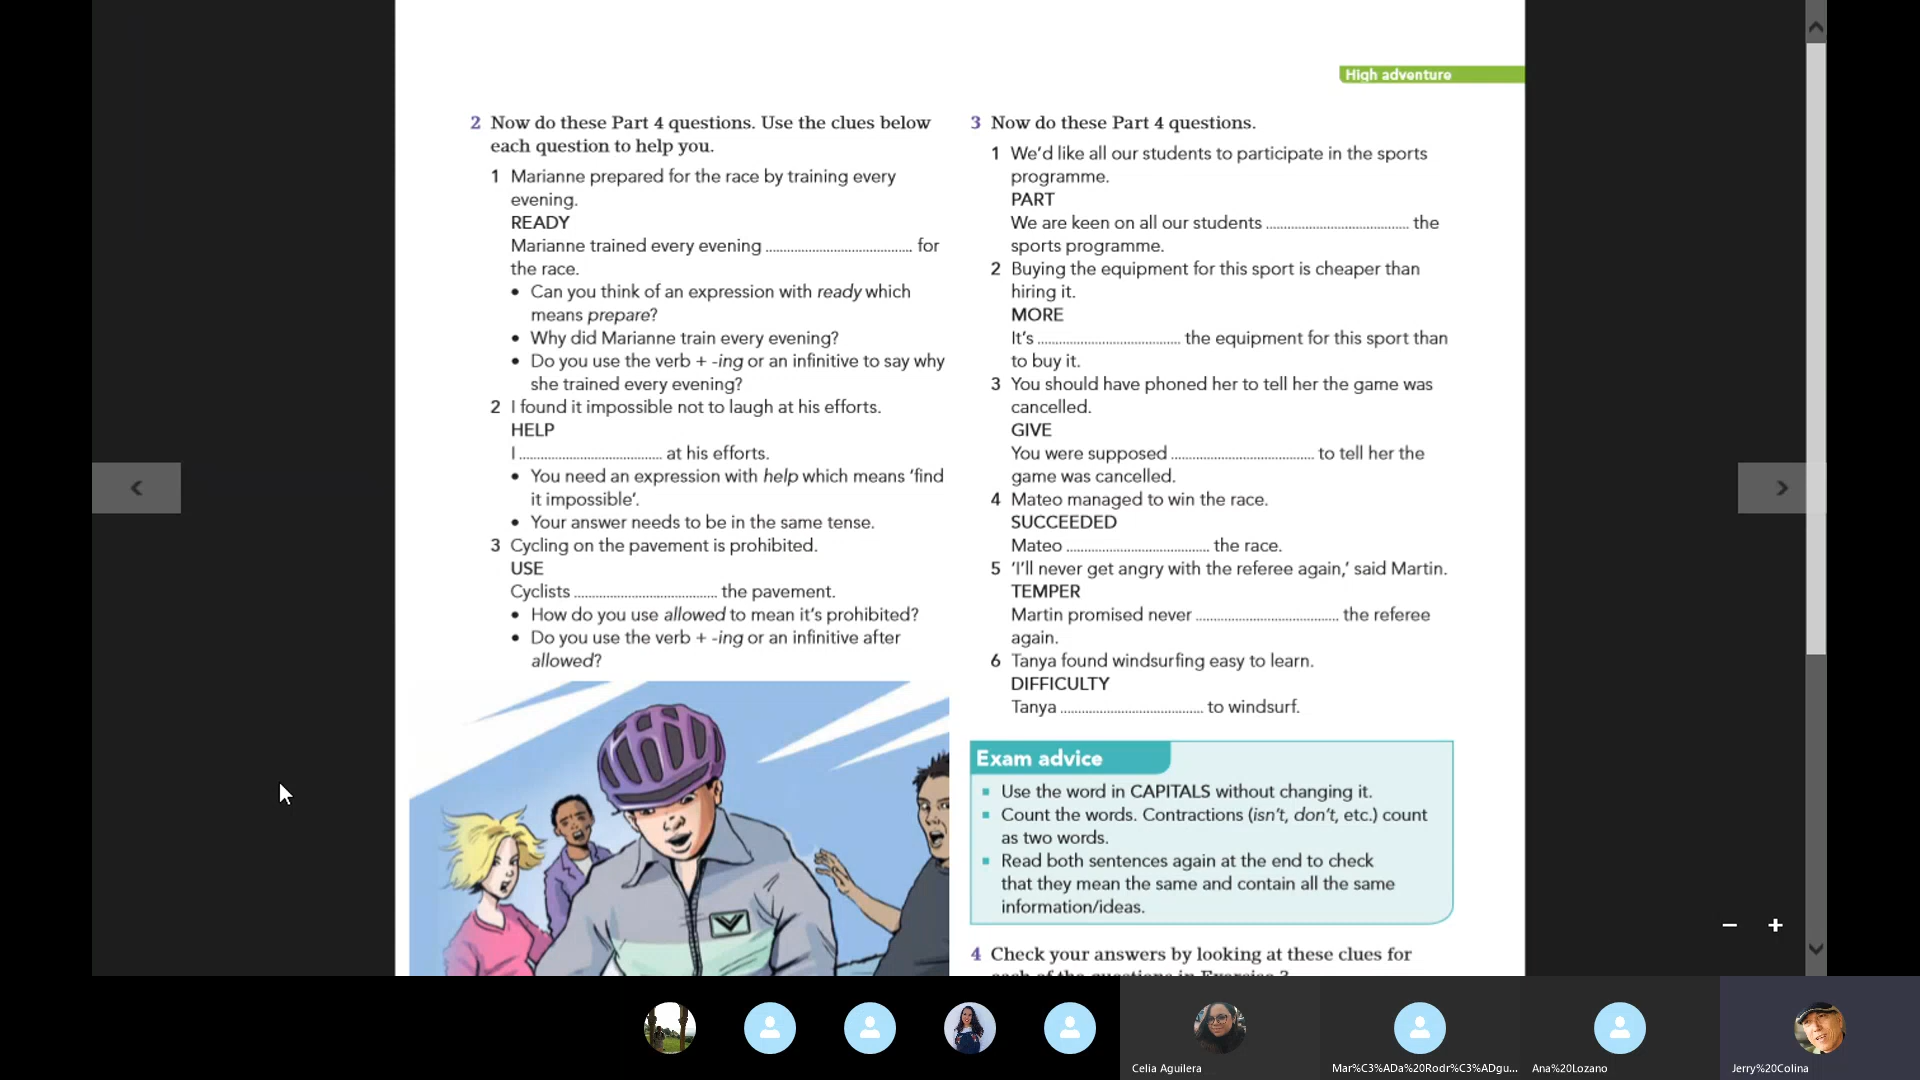 High adventure
2 Now do these Part 4 questions. Use the clues below
each question to help you.
1 Marianne prepared for the race by training every
evening.
READY
Marianne trained every evening ...................................... for
the race.
• Can you think of an expression with ready which
means prepare?
• Why did Marianne train every evening?
• Do you use the verb + -ing or an infinitive to say why
she trained every evening?
2 I found it impossible not to laugh at his efforts.
HELP
I ...................................... at his efforts.
• You need an expression with help which means ‘find
it impossible’.
• Your answer needs to be in the same tense.
3 Cycling on the pavement is prohibited.
USE
Cyclists ...................................... the pavement.
• How do you use allowed to mean it’s prohibited?
• Do you use the verb + -ing or an infinitive after
allowed?
3 Now do these Part 4 questions.
1 We’d like all our students to participate in the sports
programme.
PART
We are keen on all our students ...................................... the
sports programme.
2 Buying the equipment for this sport is cheaper than
hiring it.
MORE
It’s ...................................... the equipment for this sport than
to buy it.
3 You should have phoned her to tell her the game was
cancelled.
GIVE
You were supposed ...................................... to tell her the
game was cancelled.
4 Mateo managed to win the race.
SUCCEEDED
Mateo ...................................... the race.
5 ‘I’ll never get angry with the referee again,’ said Martin.
TEMPER
Martin promised never ...................................... the referee
again.
6 Tanya found windsurfing easy to learn.
DIFFICULTY
Tanya ...................................... to windsurf.
Exam advice
▪ Use the word in CAPITALS without changing it.
▪ Count the words. Contractions (isn’t, don’t, etc.) count
as two words.
▪ Read both sentences again at the end to check
that they mean the same and contain all the same
information/ideas.
4 Check your answers by looking at these clues for
each of the questions in Exercise 3
Celia Aguilera
Mar%C3%ADa%20Rodr%C3%ADgu...
Ana%20Lozano
Jerry%20Colina